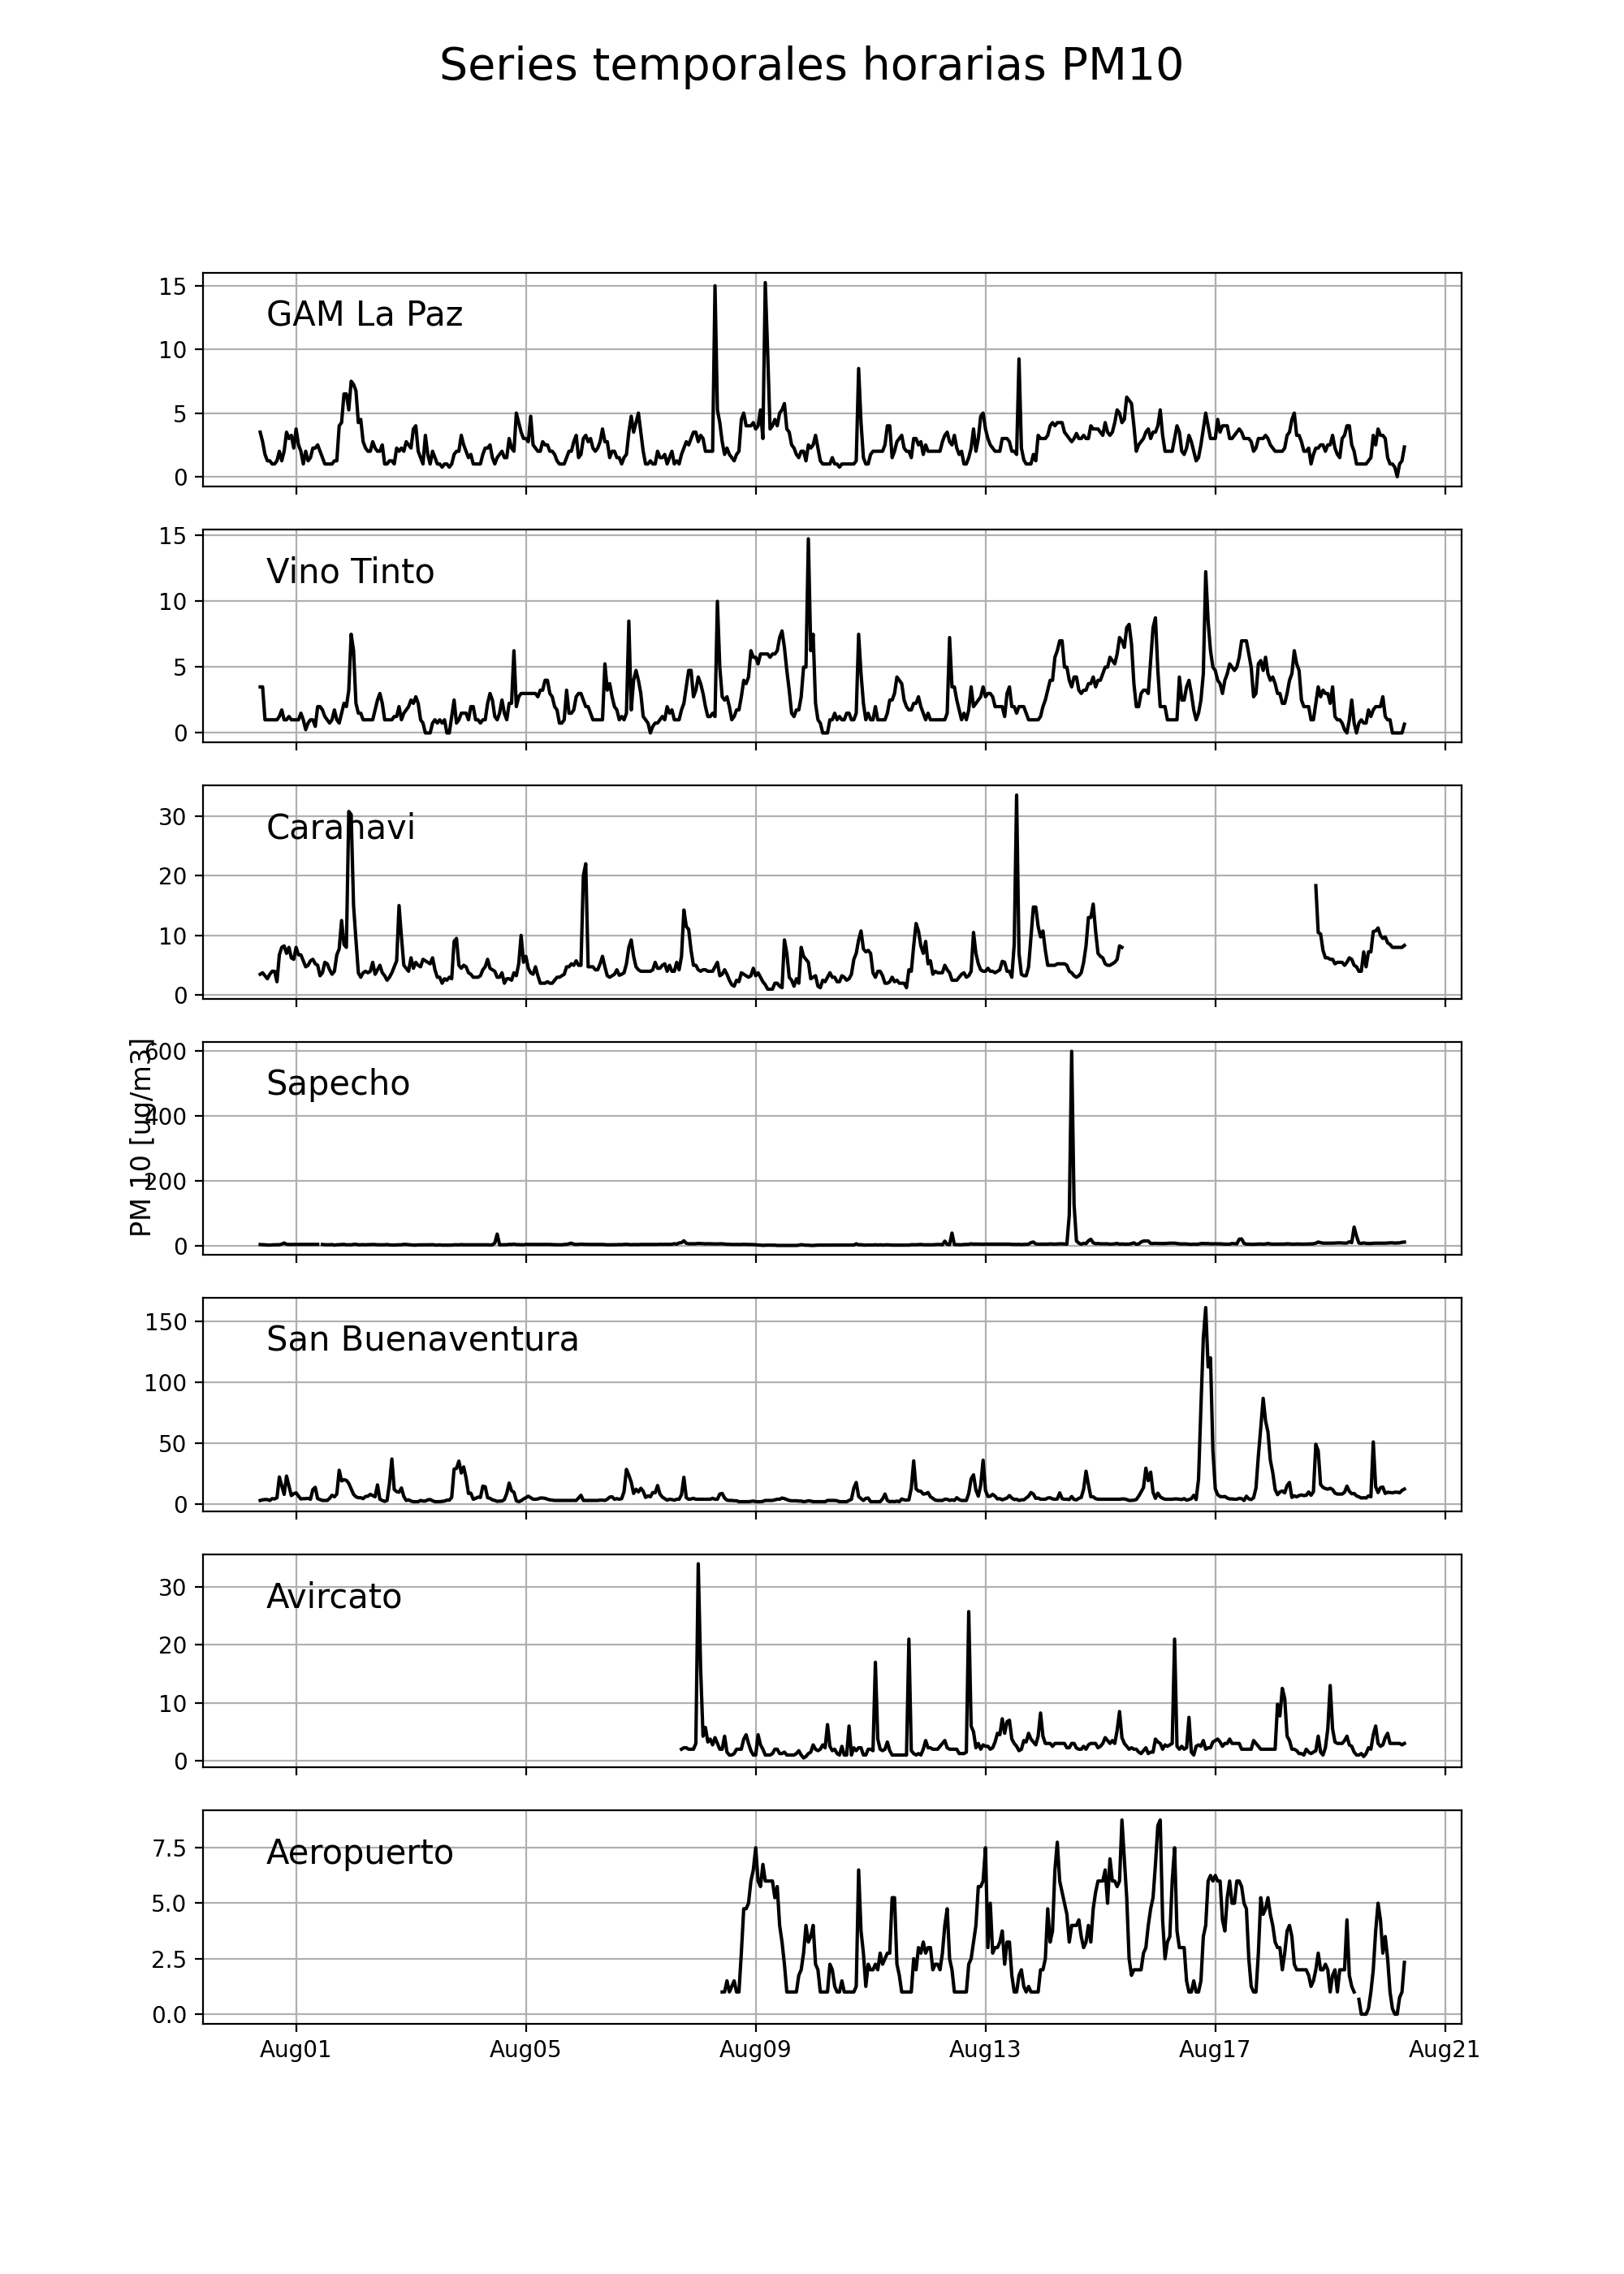 Series temporales horarias PM10
15
10
5
0
GAM La Paz
15
10
5
0
Vino Tinto
30
20
10
0
Caranavi
PM 10 [ug/m3]
600
400
200
0
Sapecho
150
100
50
0
San Buenaventura
30
20
10
0
Avircato
7.5
5.0
2.5
0.0
Aeropuerto
Aug01 Aug05 Aug09 Aug13 Aug17 Aug21